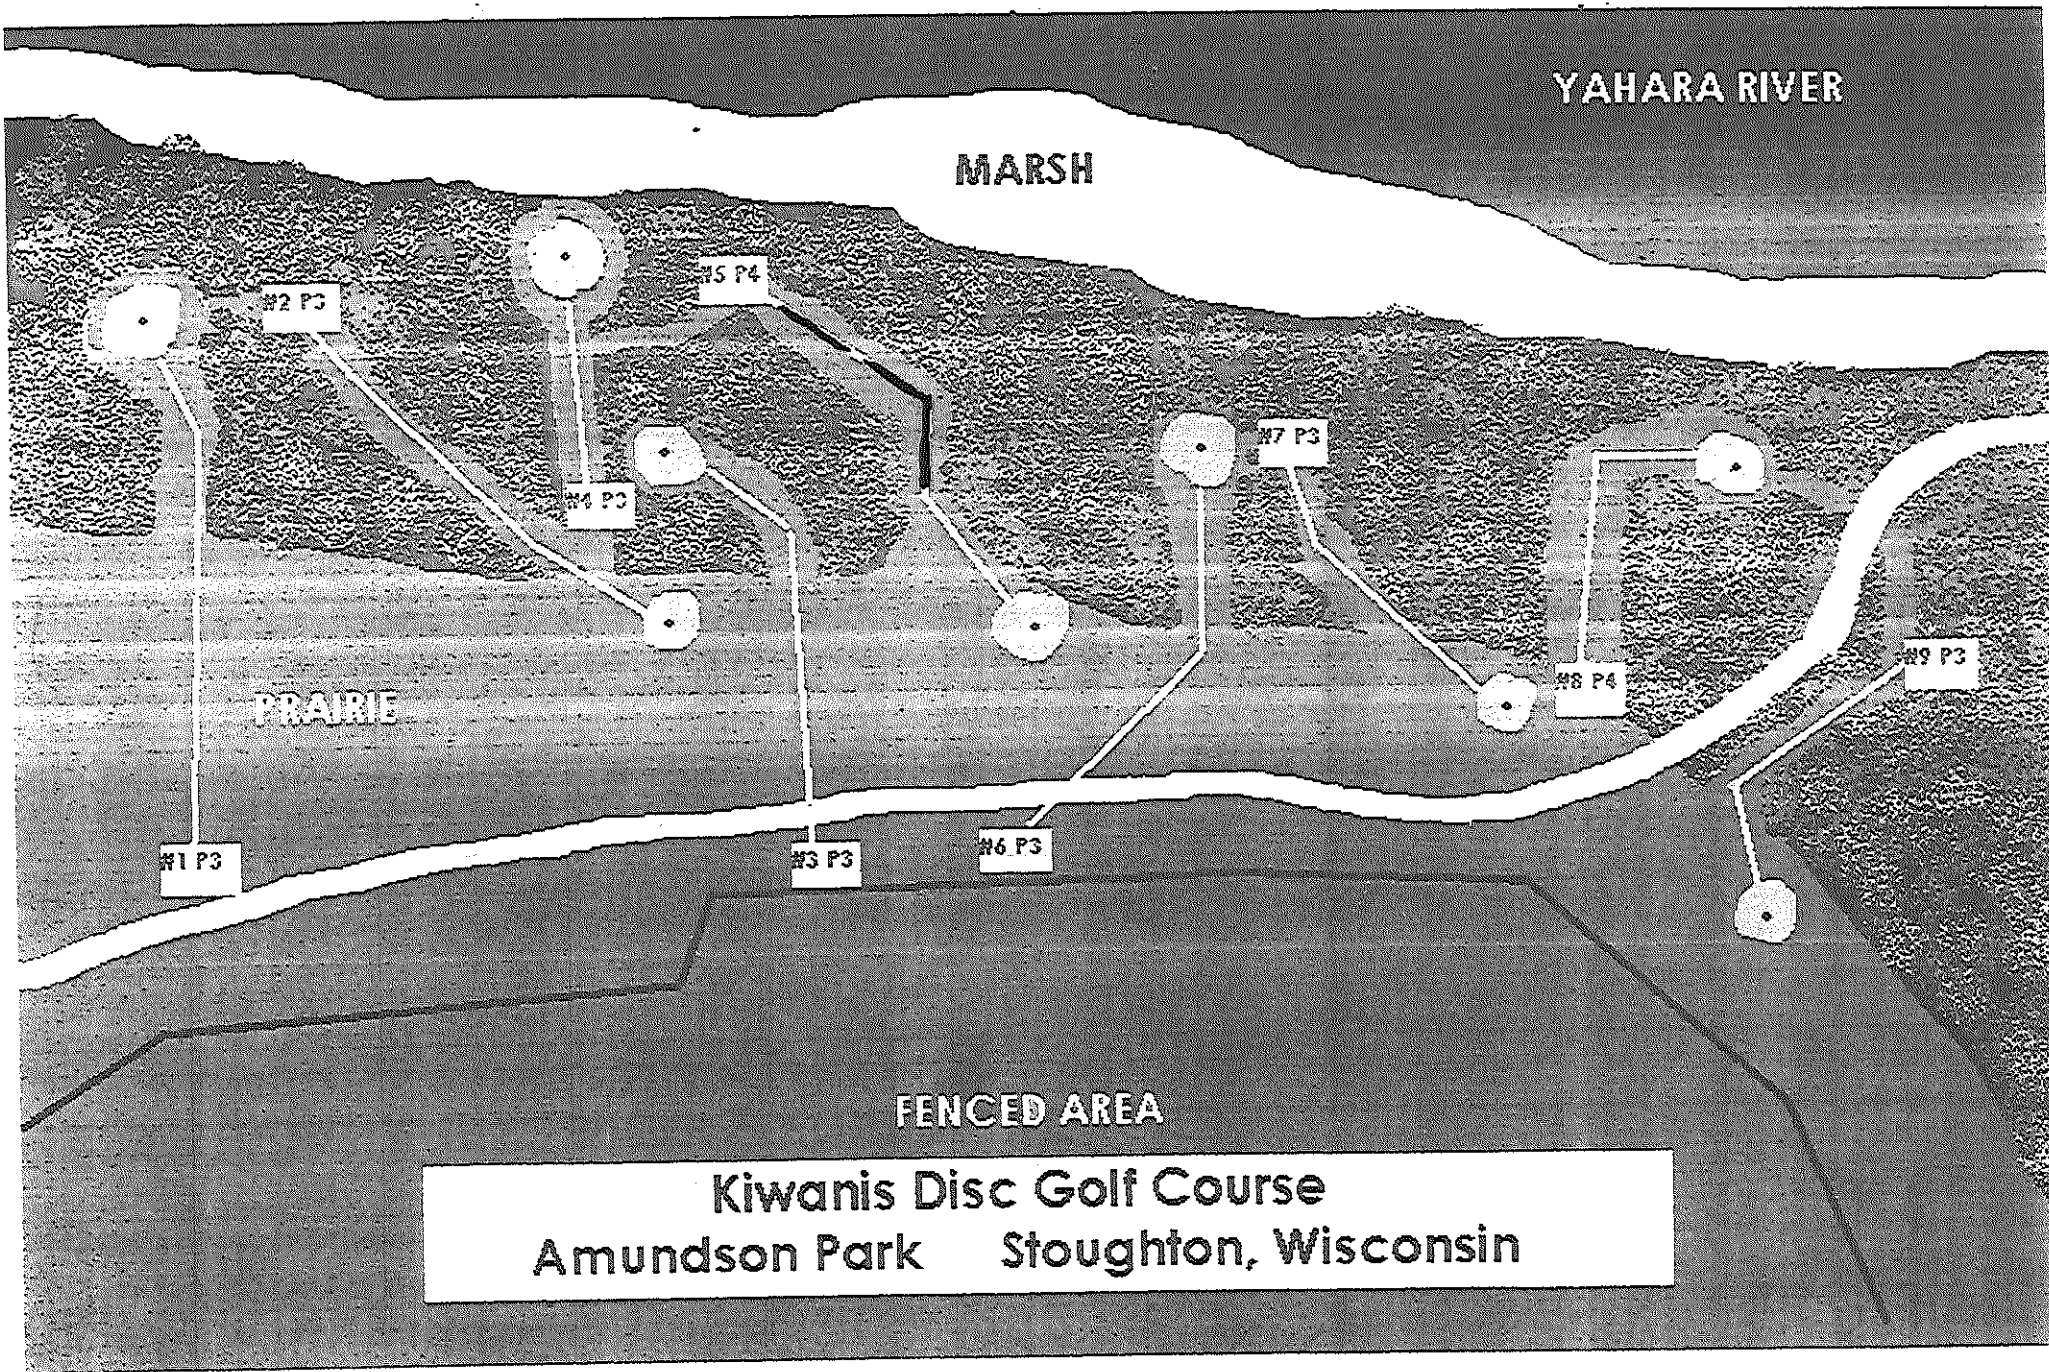 YAHARA RIVER
MARSH
#5 P4
#2 P3
#7 P3
#4 P3
#9 P3
#8 P4
PRAIRIE
#6 P3
#1 P3
#3 P3
FENCED AREA
Kiwanis Disc Golf Course
Amundson Park Stoughton, Wisconsin